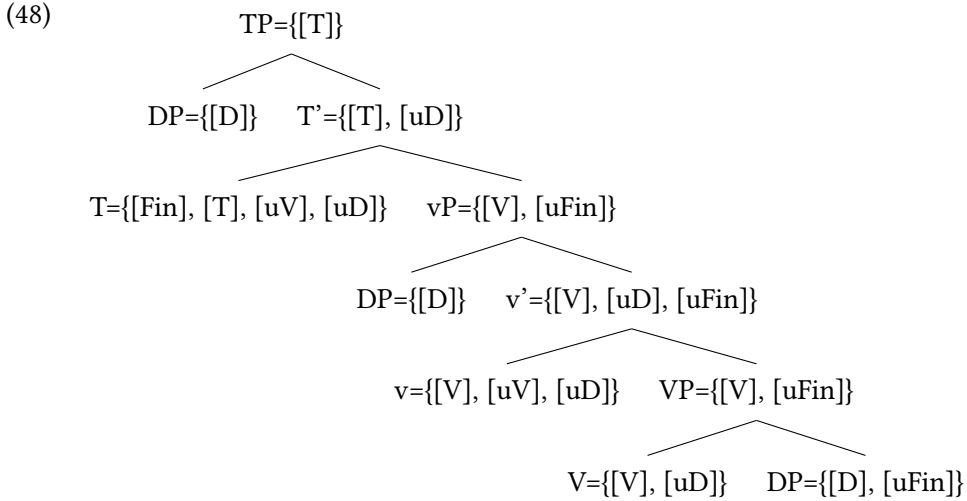 (48)
TP={[T]}
DP={[D]} T’={[T], [uD]}
T={[Fin], [T], [uV], [uD]} vP={[V], [uFin]}
DP={[D]} v’={[V], [uD], [uFin]}
v={[V], [uV], [uD]} VP={[V], [uFin]}
V={[V], [uD]} DP={[D], [uFin]}